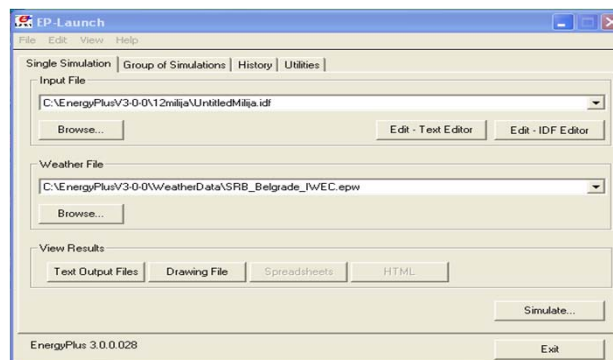 EP-Launch
File Edit View Help
Single Simulation Group of Simulations History Utilities
Input File
C:\EnergyPlusV3-0-0\12milija\UntitledMilija.idf
Browse... Edit - Text Editor Edit - IDF Editor
Weather File
C:\EnergyPlusV3-0-0\WeatherData\SRB_Belgrade_IWEC.epw
Browse...
View Results
Text Output Files Drawing File Spreadsheets HTML
Simulate...
EnergyPlus 3.0.0.028 Exit